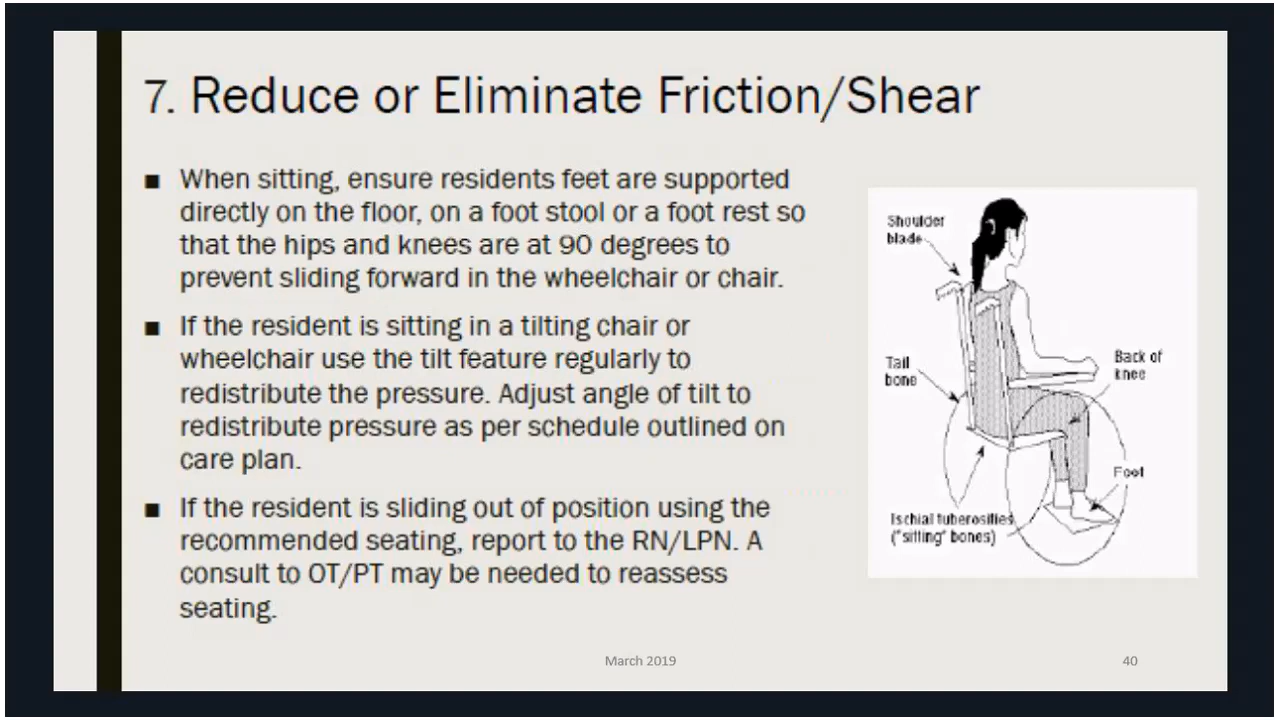 7. Reduce or Eliminate Friction/Shear
■ When sitting, ensure residents feet are supported
directly on the floor, on a foot stool or a foot rest so
that the hips and knees are at 90 degrees to
prevent sliding forward in the wheelchair or chair.
■ If the resident is sitting in a tilting chair or
wheelchair use the tilt feature regularly to
redistribute the pressure. Adjust angle of tilt to
redistribute pressure as per schedule outlined on
care plan.
■ If the resident is sliding out of position using the
recommended seating, report to the RN/LPN. A
consult to OT/PT may be needed to reassess
seating.
Shoulder
blade
Tail
bone
Back of
knee
Foot
Ischial tuberosities
("sitting" bones)
March 2019
40